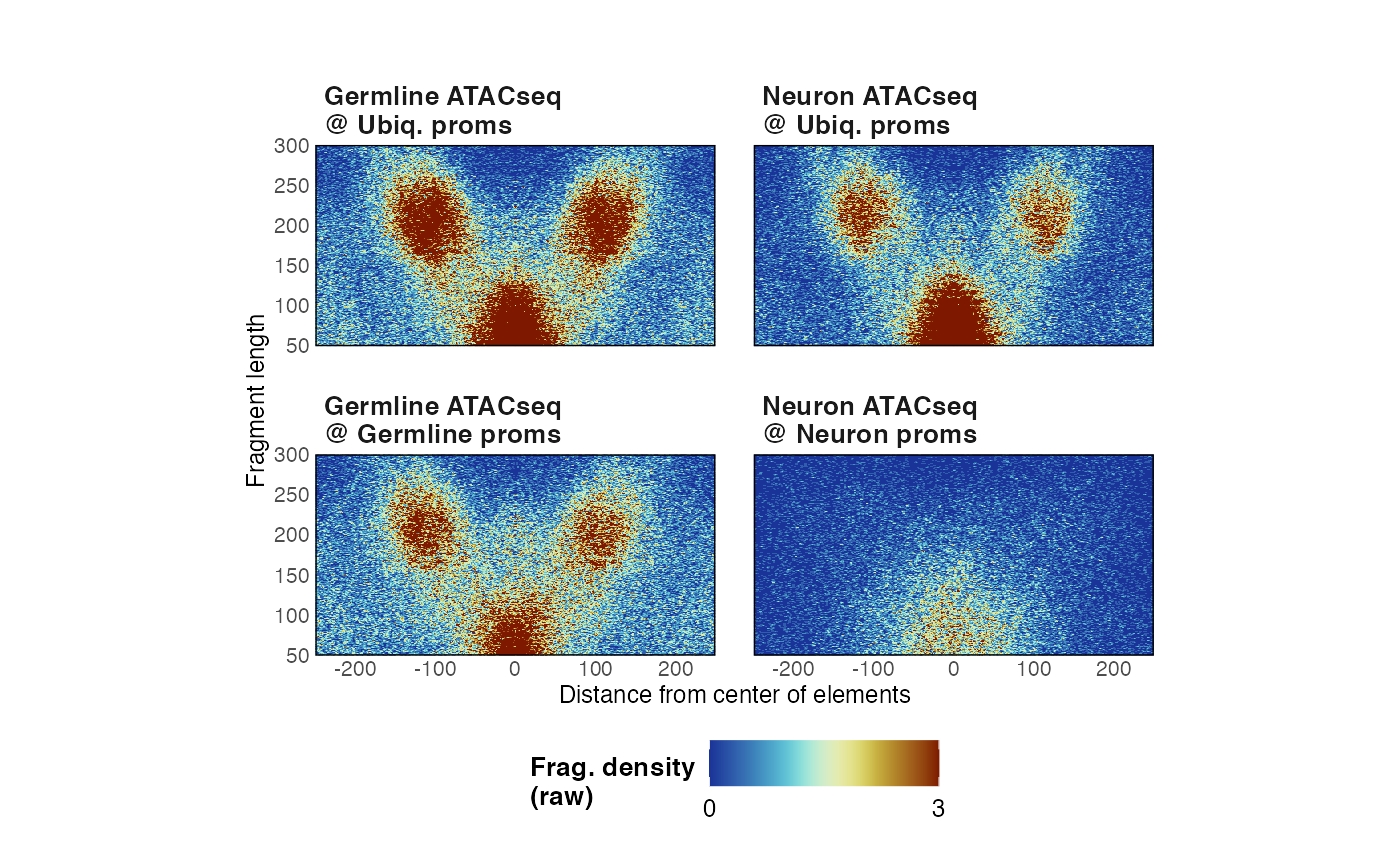 Germline ATACseq
@ Ubiq. proms
Neuron ATACseq
@ Ubiq. proms
300
250
200
150
100
50
Fragment length
Germline ATACseq
@ Germline proms
Neuron ATACseq
@ Neuron proms
300
250
200
150
100
50
-200 -100 0 100 200
-200 -100 0 100 200
Distance from center of elements
Frag. density
(raw)
0 3